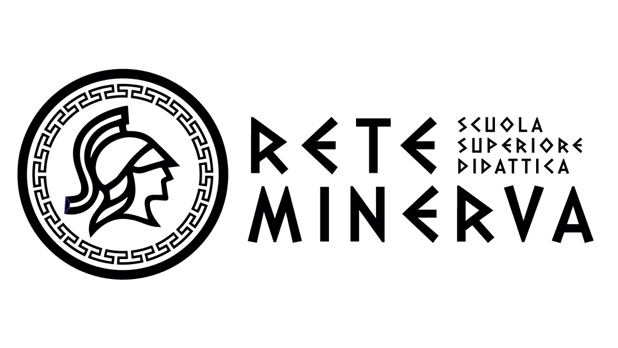 RETE
SCUOLA
SUPERIORE
DIDATTICA
MINERVA